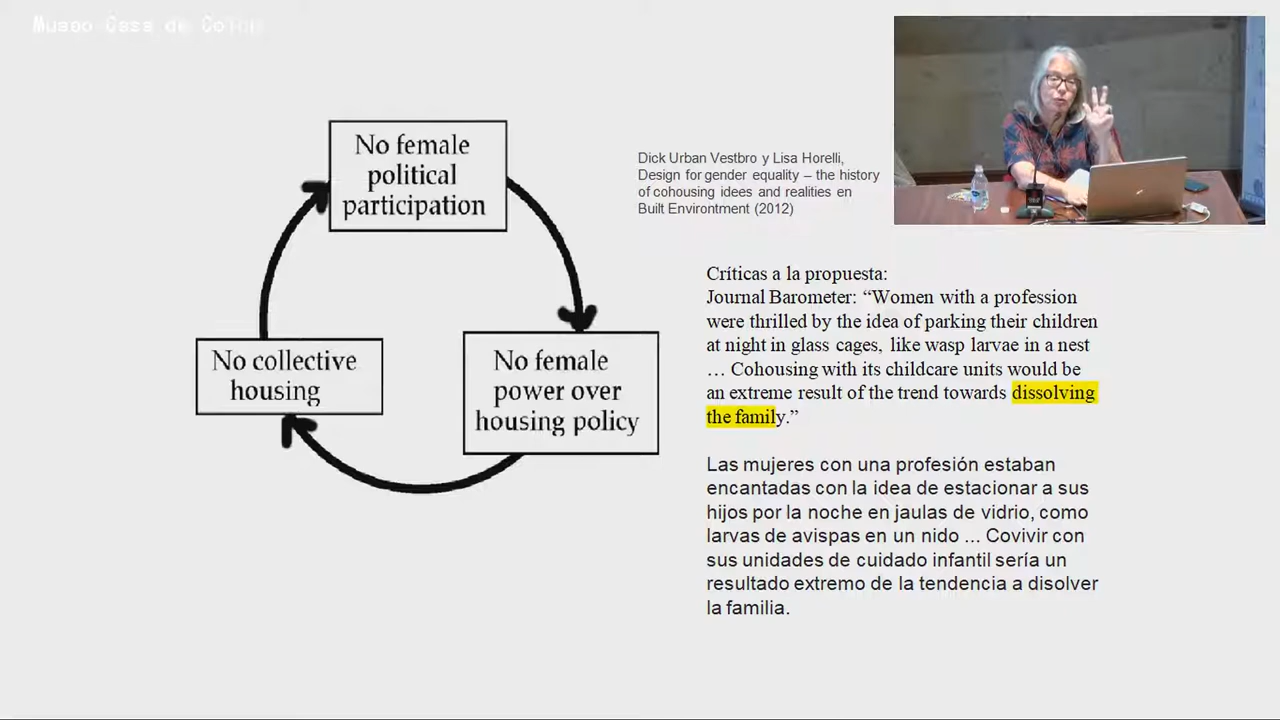 Museo Casa de Colón
No female
political
participation
No collective
housing
No female
power over
housing policy
Dick Urban Vestbro y Lisa Horelli,
Design for gender equality – the history
of cohousing idees and realities en
Built Environtment (2012)
Críticas a la propuesta:
Journal Barometer: “Women with a profession
were thrilled by the idea of parking their children
at night in glass cages, like wasp larvae in a nest
… Cohousing with its childcare units would be
an extreme result of the trend towards dissolving
the family.”
Las mujeres con una profesión estaban
encantadas con la idea de estacionar a sus
hijos por la noche en jaulas de vidrio, como
larvas de avispas en un nido ... Covivir con
sus unidades de cuidado infantil sería un
resultado extremo de la tendencia a disolver
la familia.